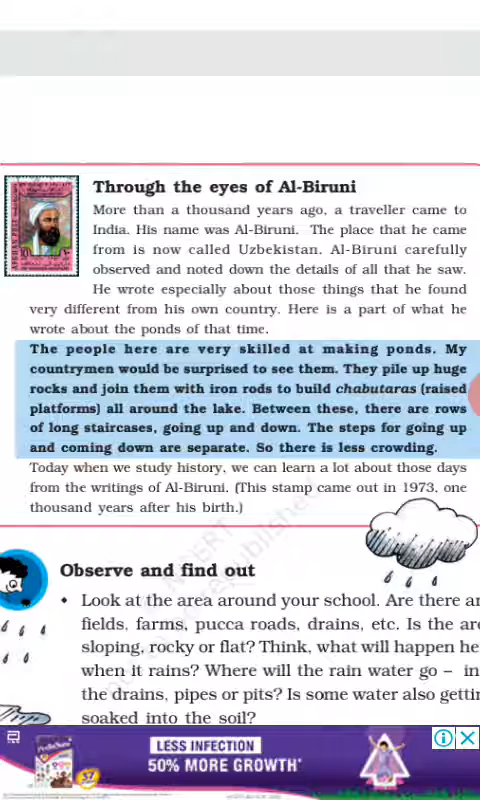 Through the eyes of Al-Biruni
More than a thousand years ago, a traveller came to
India. His name was Al-Biruni. The place that he came
from is now called Uzbekistan. Al-Biruni carefully
observed and noted down the details of all that he saw.
He wrote especially about those things that he found
very different from his own country. Here is a part of what he
wrote about the ponds of that time.
The people here are very skilled at making ponds. My
countrymen would be surprised to see them. They pile up huge
rocks and join them with iron rods to build chabutaras (raised
platforms) all around the lake. Between these, there are rows
of long staircases, going up and down. The steps for going up
and coming down are separate. So there is less crowding.
Today when we study history, we can learn a lot about those days
from the writings of Al-Biruni. (This stamp came out in 1973, one
thousand years after his birth.)
Observe and find out
• Look at the area around your school. Are there an
fields, farms, pucca roads, drains, etc. Is the are
sloping, rocky or flat? Think, what will happen he
when it rains? Where will the rain water go – in
the drains, pipes or pits? Is some water also gettin
soaked into the soil?
LESS INFECTION
50% MORE GROWTH*